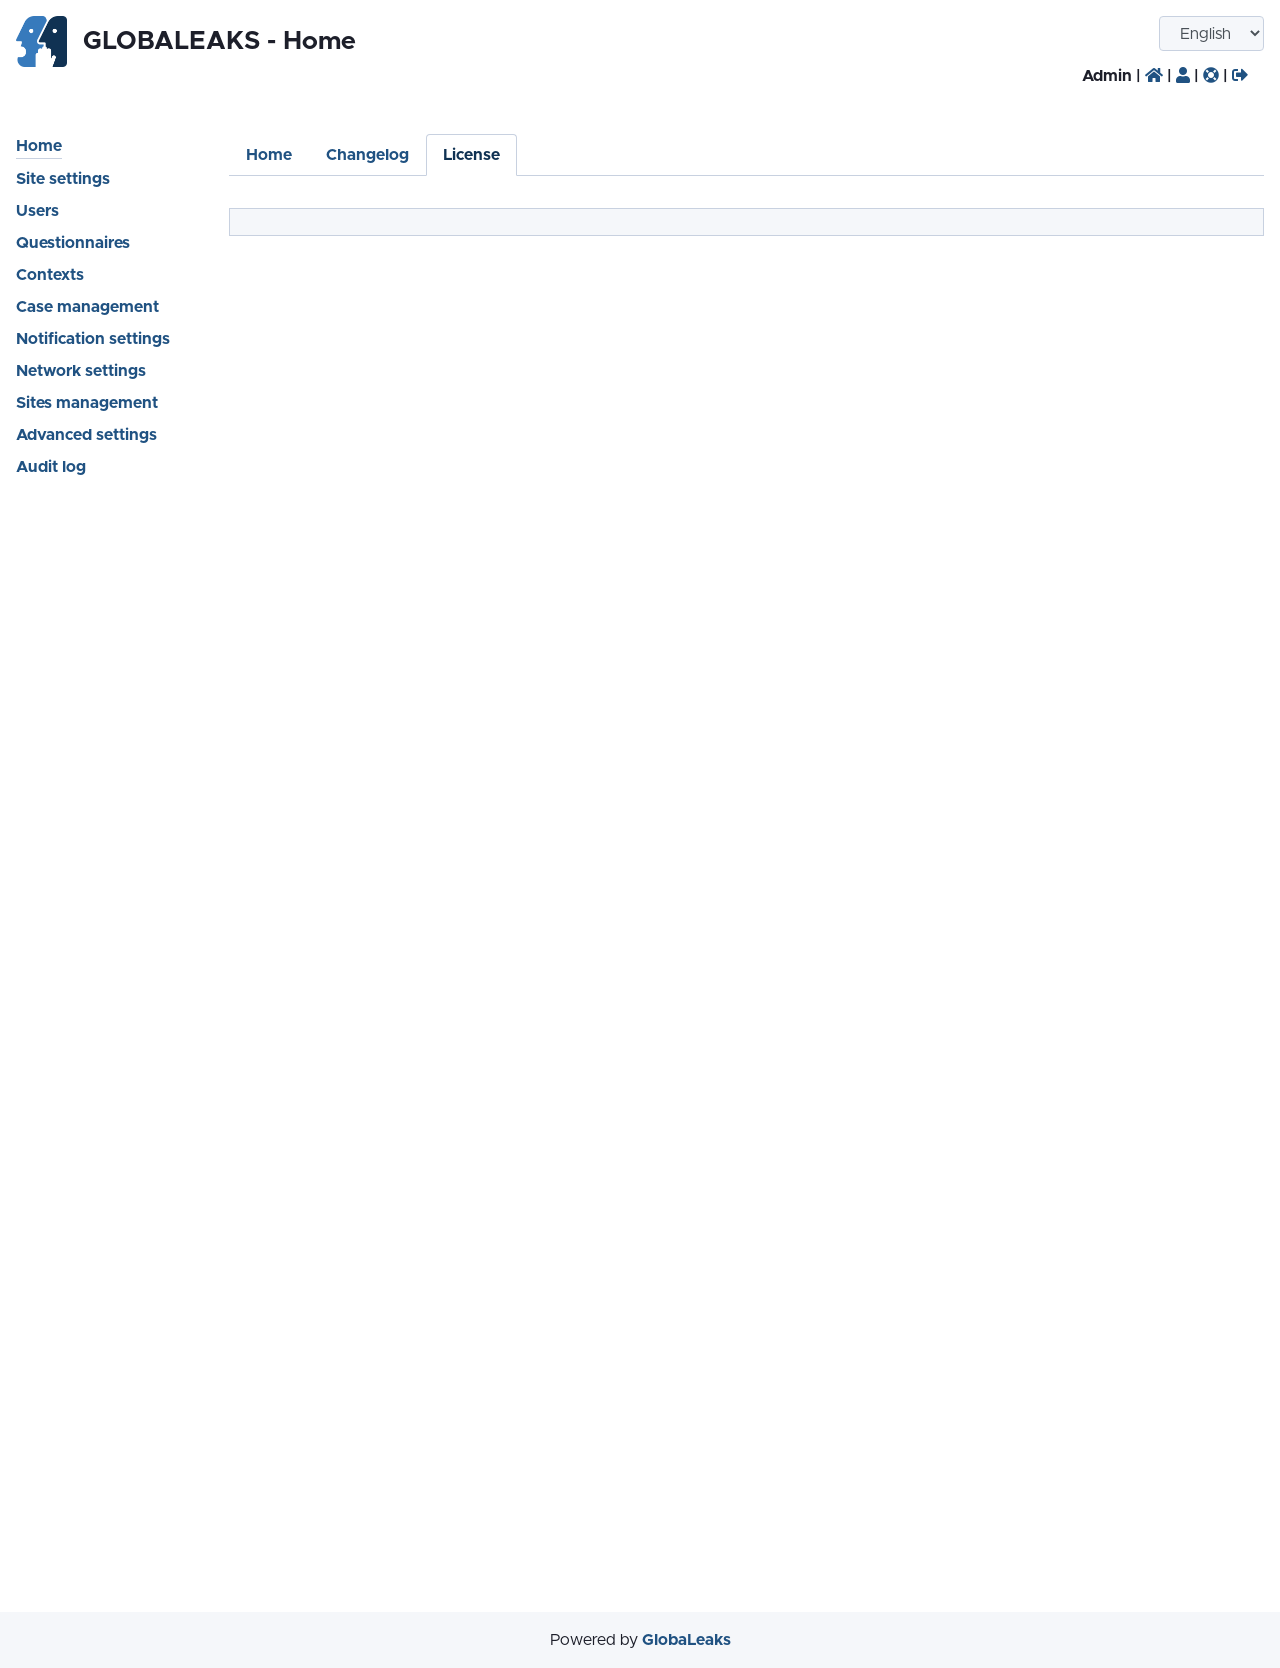 GLOBALEAKS - Home
English
Admin | | | |
Home
Site settings
Users
Questionnaires
Contexts
Case management
Notification settings
Network settings
Sites management
Advanced settings
Audit log
Home Changelog License
Powered by GlobaLeaks